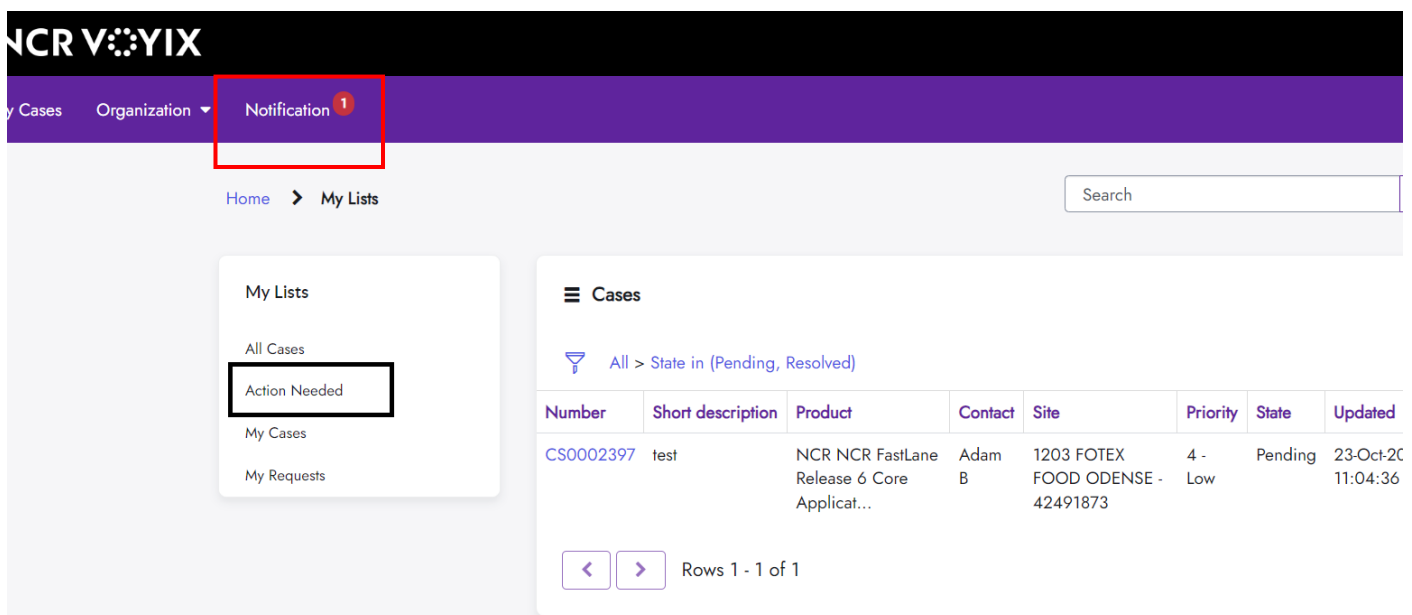 NCR VOYIX
y Cases Organization Notification 1
Home > My Lists Search
My Lists
All Cases
Action Needed
My Cases
My Requests
Cases
All > State in (Pending, Resolved)
Number Short description Product Contact Site Priority State Updated
CS0002397 test NCR NCR FastLane Adam 1203 FOTEX 4 - Pending 23-Oct-20
Release 6 Core B FOOD ODENSE - Low 11:04:36
Applicat... 42491873
Rows 1 - 1 of 1